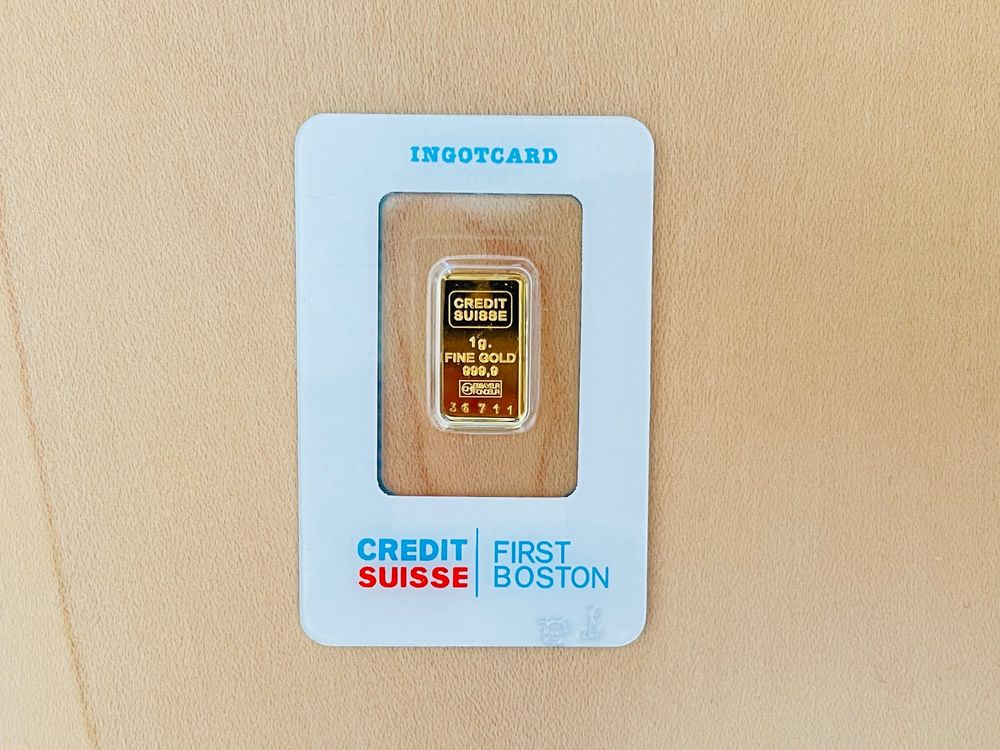 INGOTCARD
CREDIT
SUISSE
1g.
FINE GOLD
999,9
ESSAYEUR
FONDEUR
36711
CREDIT
SUISSE
FIRST
BOSTON